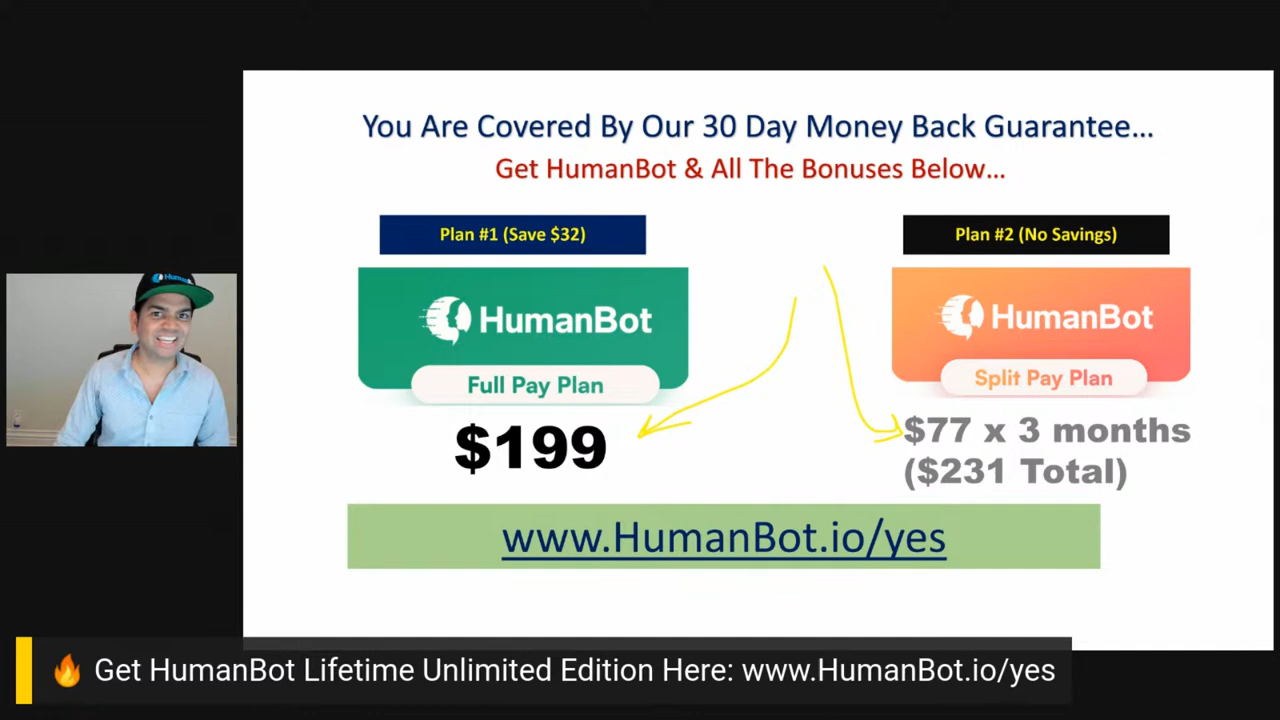 You Are Covered By Our 30 Day Money Back Guarantee...
Get HumanBot & All The Bonuses Below...
Plan #1 (Save $32)
Plan #2 (No Savings)
HumanBot
HumanBot
Full Pay Plan
Split Pay Plan
$199
$77 x 3 months
($231 Total)
www.HumanBot.io/yes
🔥 Get HumanBot Lifetime Unlimited Edition Here: www.HumanBot.io/yes